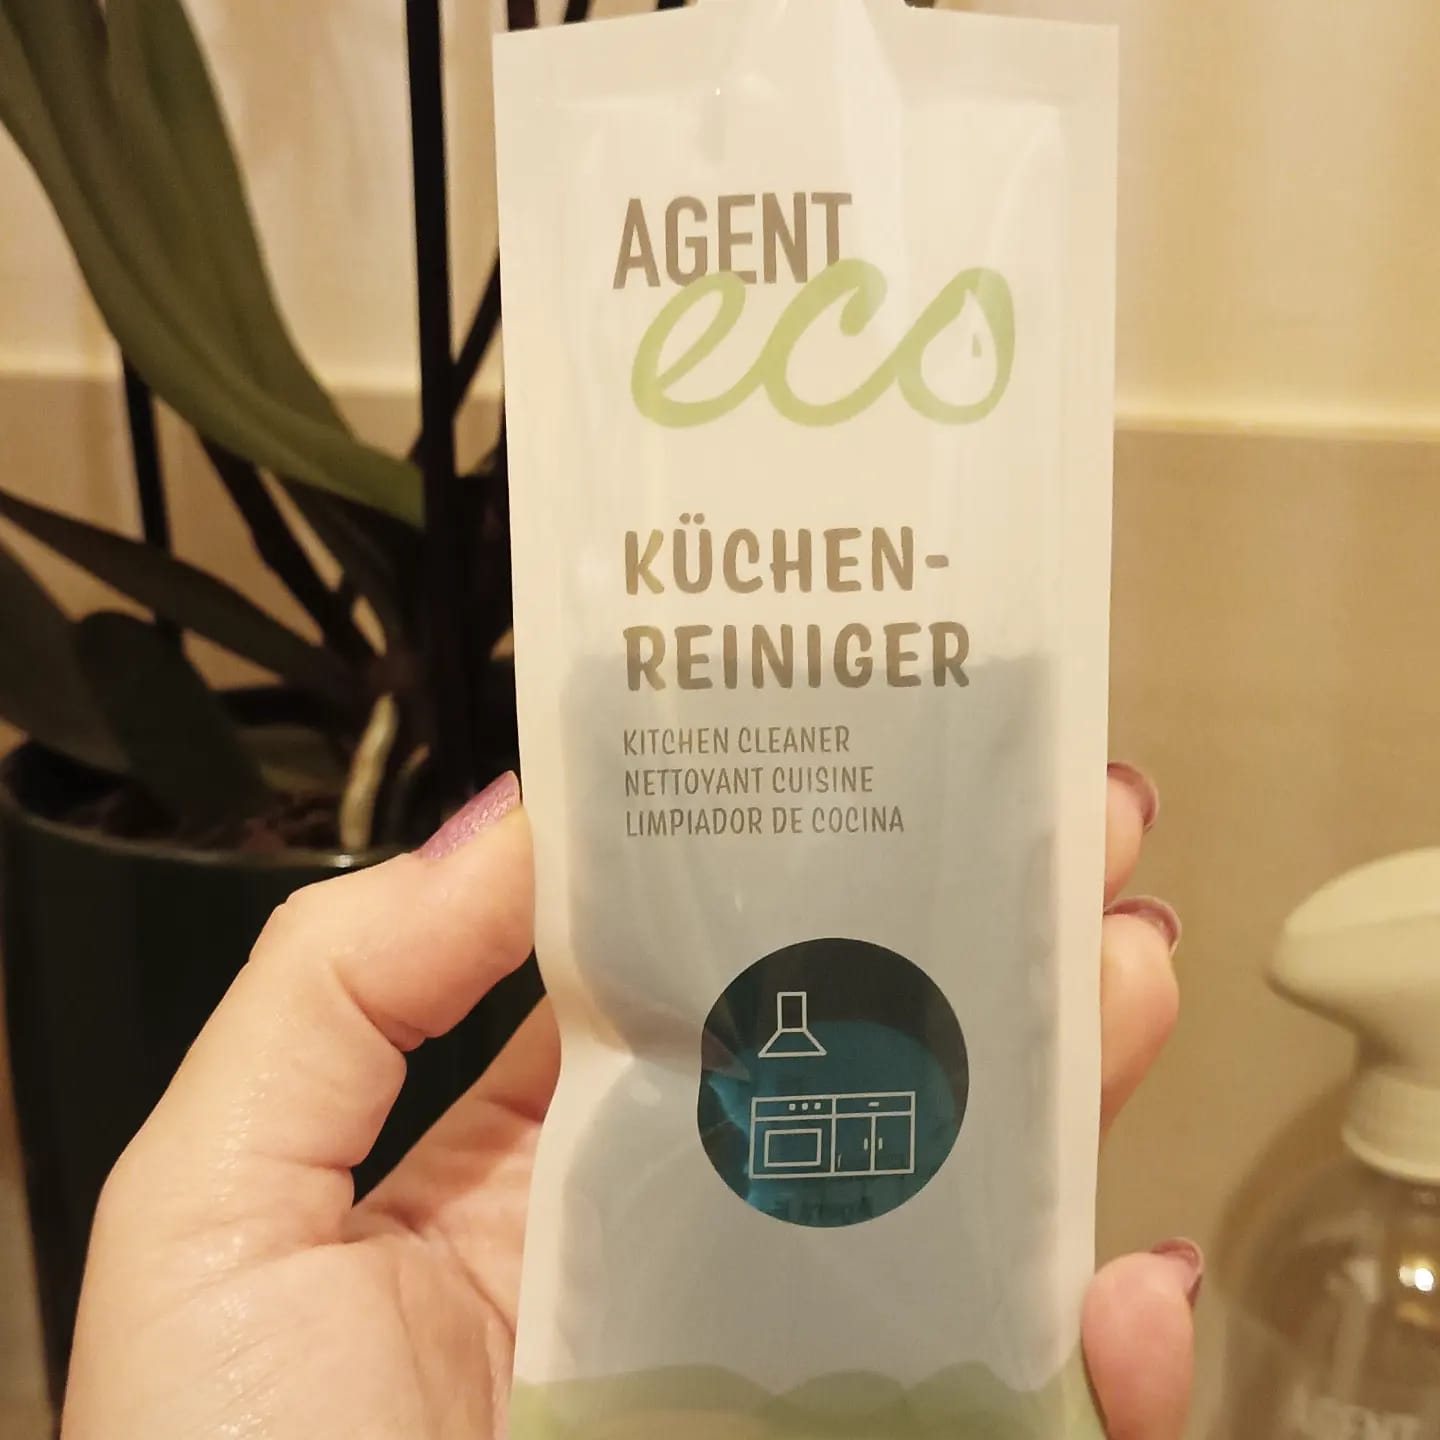 AGENT
eco
KÜCHEN-
REINIGER
KITCHEN CLEANER
NETTOYANT CUISINE
LIMPIADOR DE COCINA